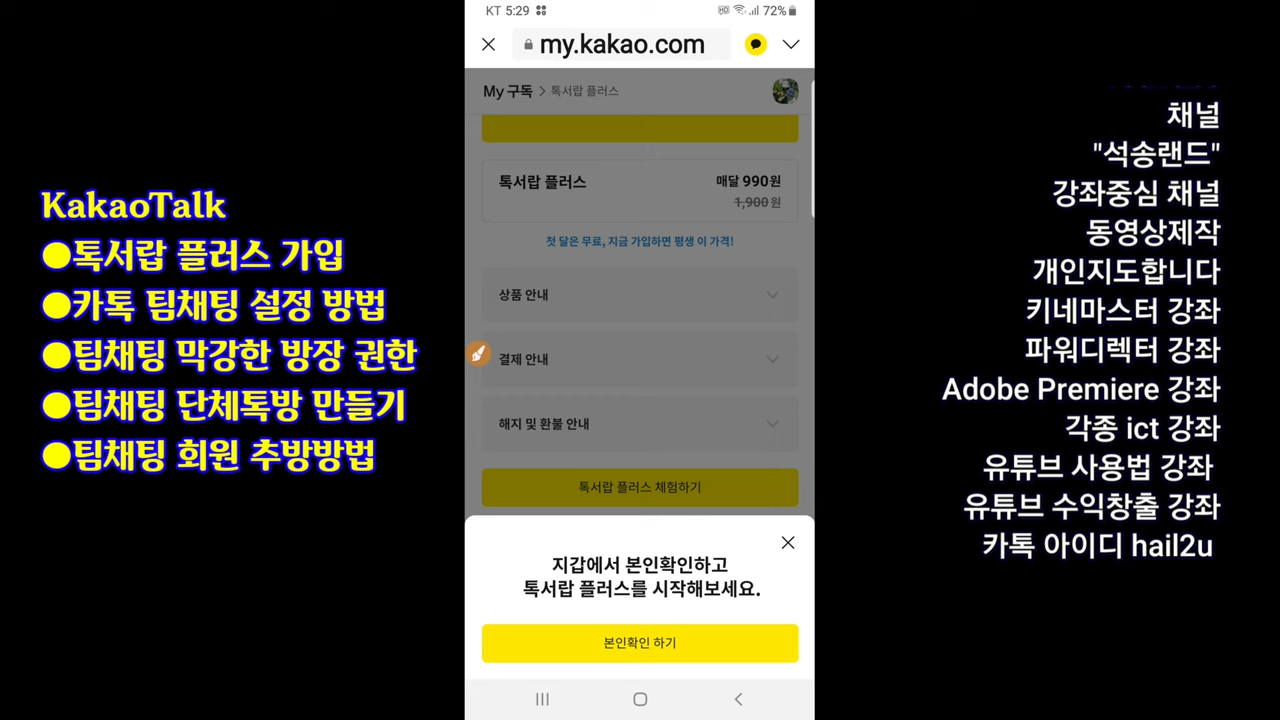 KakaoTalk
●톡서랍 플러스 가입
●카톡 팀채팅 설정 방법
●팀채팅 막강한 방장 권한
●팀채팅 단체톡방 만들기
●팀채팅 회원 추방방법
KT 5:29
HD 72%
my.kakao.com
My 구독 > 톡서랍 플러스
톡서랍 플러스 매달 990원
1,900원
첫 달은 무료, 지금 가입하면 평생 이 가격!
상품 안내
결제 안내
해지 및 환불 안내
톡서랍 플러스 체험하기
지갑에서 본인확인하고
톡서랍 플러스를 시작해보세요.
본인확인 하기
채널
"석송랜드"
강좌중심 채널
동영상제작
개인지도합니다
키네마스터 강좌
파워디렉터 강좌
Adobe Premiere 강좌
각종 ict 강좌
유튜브 사용법 강좌
유튜브 수익창출 강좌
카톡 아이디 hail2u